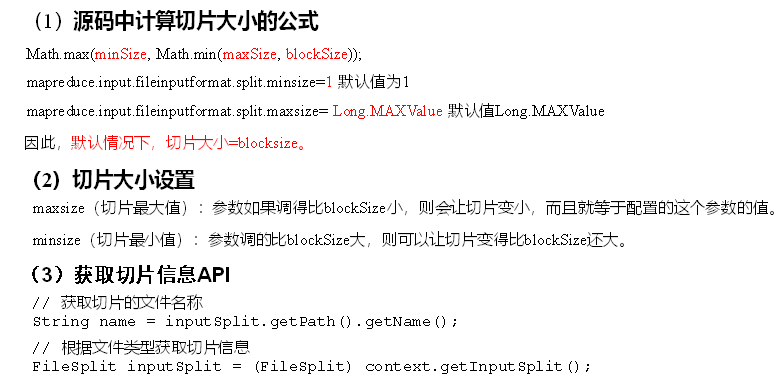 （1）源码中计算切片大小的公式
Math.max(minSize, Math.min(maxSize, blockSize));
mapreduce.input.fileinputformat.split.minsize=1 默认值为1
mapreduce.input.fileinputformat.split.maxsize= Long.MAXValue 默认值Long.MAXValue
因此，默认情况下，切片大小=blocksize。
（2）切片大小设置
maxsize（切片最大值）：参数如果调得比blockSize小，则会让切片变小，而且就等于配置的这个参数的值。
minsize（切片最小值）：参数调的比blockSize大，则可以让切片变得比blockSize还大。
（3）获取切片信息API
// 获取切片的文件名称
String name = inputSplit.getPath().getName();
// 根据文件类型获取切片信息
FileSplit inputSplit = (FileSplit) context.getInputSplit();